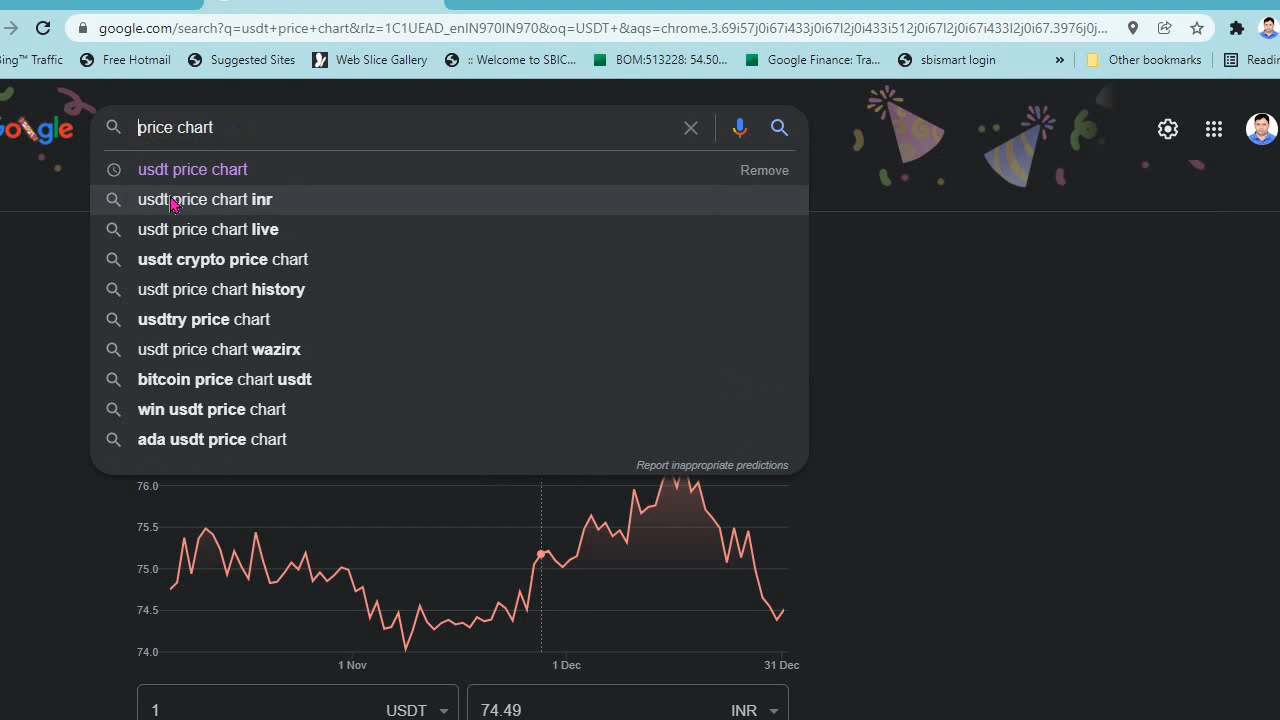 google.com/search?q=usdt+price+chart&rlz=1C1UEAD_enIN970IN970&oq=USDT+&aqs=chrome.3.69i57j0i67i433j0i67l2j0i433i512j0i67l2j0i67i433l2j0i67.3976j0j...
ing™ Traffic Free Hotmail Suggested Sites Web Slice Gallery :: Welcome to SBIC... BOM:513228: 54.50... Google Finance: Tra... sbismart login » Other bookmarks Readin
price chart
usdt price chart Remove
usdt price chart inr
usdt price chart live
usdt crypto price chart
usdt price chart history
usdtry price chart
usdt price chart wazirx
bitcoin price chart usdt
win usdt price chart
ada usdt price chart
Report inappropriate predictions
76.0
75.5
75.0
74.5
74.0
1 Nov 1 Dec 31 Dec
1 USDT 74.49 INR